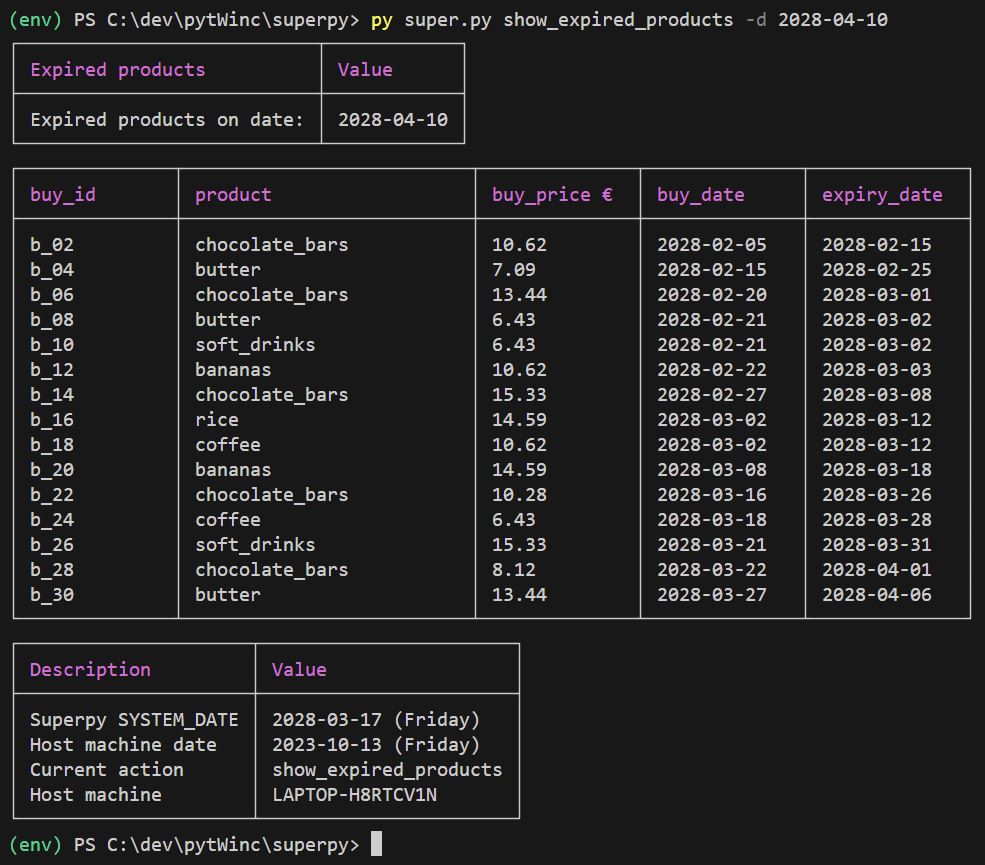 (env) PS C:\dev\pytWinc\superpy> py super.py show_expired_products -d 2028-04-10
Expired products Value
Expired products on date: 2028-04-10
buy_id product buy_price € buy_date expiry_date
b_02 chocolate_bars 10.62 2028-02-05 2028-02-15
b_04 butter 7.09 2028-02-15 2028-02-25
b_06 chocolate_bars 13.44 2028-02-20 2028-03-01
b_08 butter 6.43 2028-02-21 2028-03-02
b_10 soft_drinks 6.43 2028-02-21 2028-03-02
b_12 bananas 10.62 2028-02-22 2028-03-03
b_14 chocolate_bars 15.33 2028-02-27 2028-03-08
b_16 rice 14.59 2028-03-02 2028-03-12
b_18 coffee 10.62 2028-03-02 2028-03-12
b_20 bananas 14.59 2028-03-08 2028-03-18
b_22 chocolate_bars 10.28 2028-03-16 2028-03-26
b_24 coffee 6.43 2028-03-18 2028-03-28
b_26 soft_drinks 15.33 2028-03-21 2028-03-31
b_28 chocolate_bars 8.12 2028-03-22 2028-04-01
b_30 butter 13.44 2028-03-27 2028-04-06
Description Value
Superpy SYSTEM_DATE 2028-03-17 (Friday)
Host machine date 2023-10-13 (Friday)
Current action show_expired_products
Host machine LAPTOP-H8RTCV1N
(env) PS C:\dev\pytWinc\superpy>